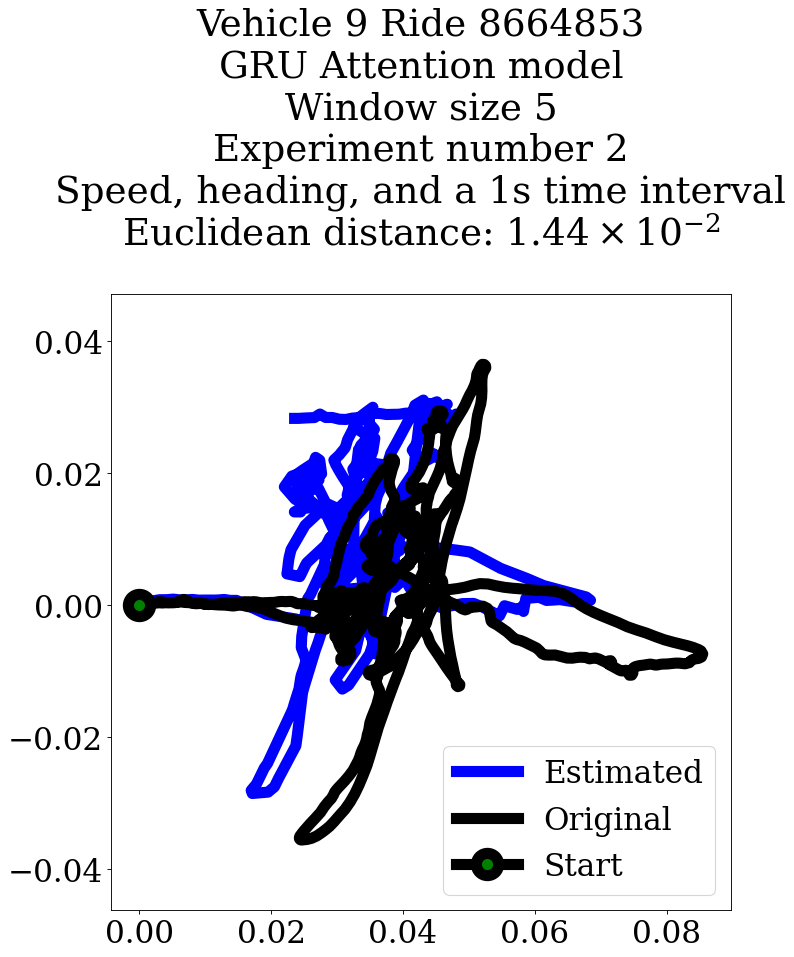 Vehicle 9 Ride 8664853
GRU Attention model
Window size 5
Experiment number 2
Speed, heading, and a 1s time interval
Euclidean distance: 1.44 × 10⁻²
0.04
0.02
0.00
−0.02
−0.04
Estimated
Original
Start
0.00 0.02 0.04 0.06 0.08